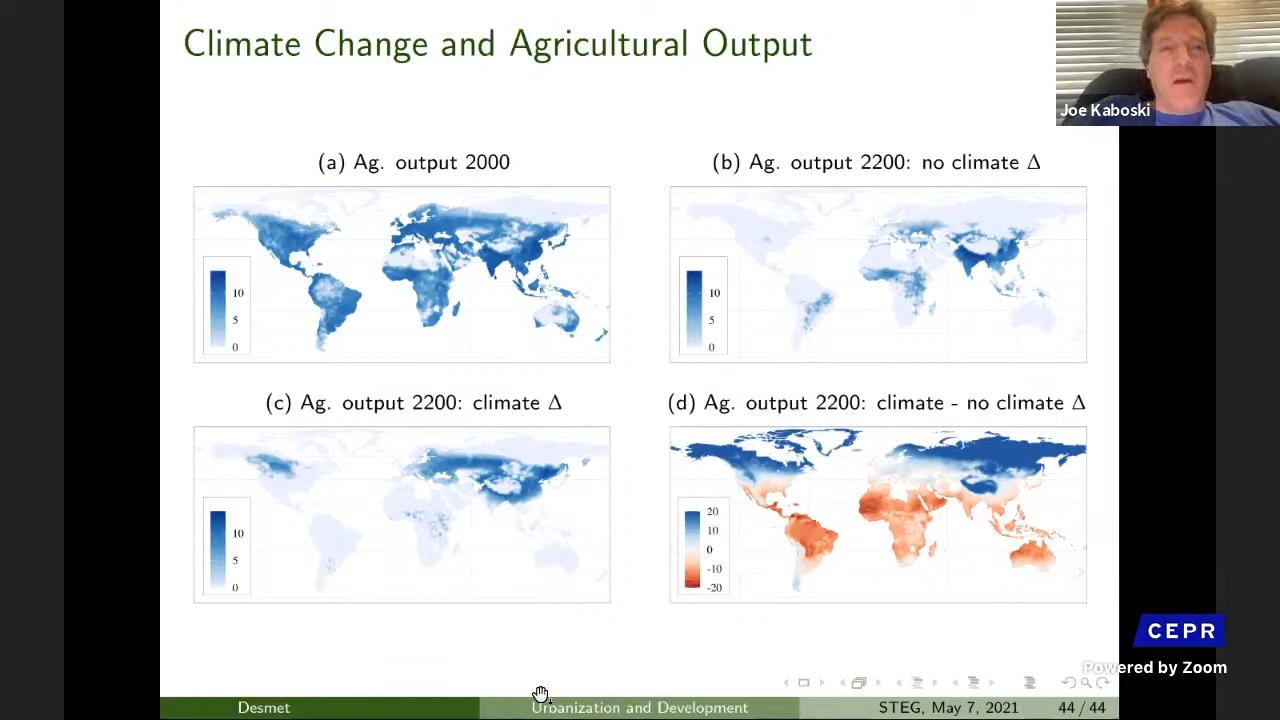 Climate Change and Agricultural Output
Joe Kaboski
(a) Ag. output 2000
(b) Ag. output 2200: no climate Δ
10
5
0
10
5
0
(c) Ag. output 2200: climate Δ
(d) Ag. output 2200: climate - no climate Δ
10
5
0
20
10
0
-10
-20
CEPR
Powered by Zoom
Desmet
Urbanization and Development
STEG, May 7, 2021
44 / 44